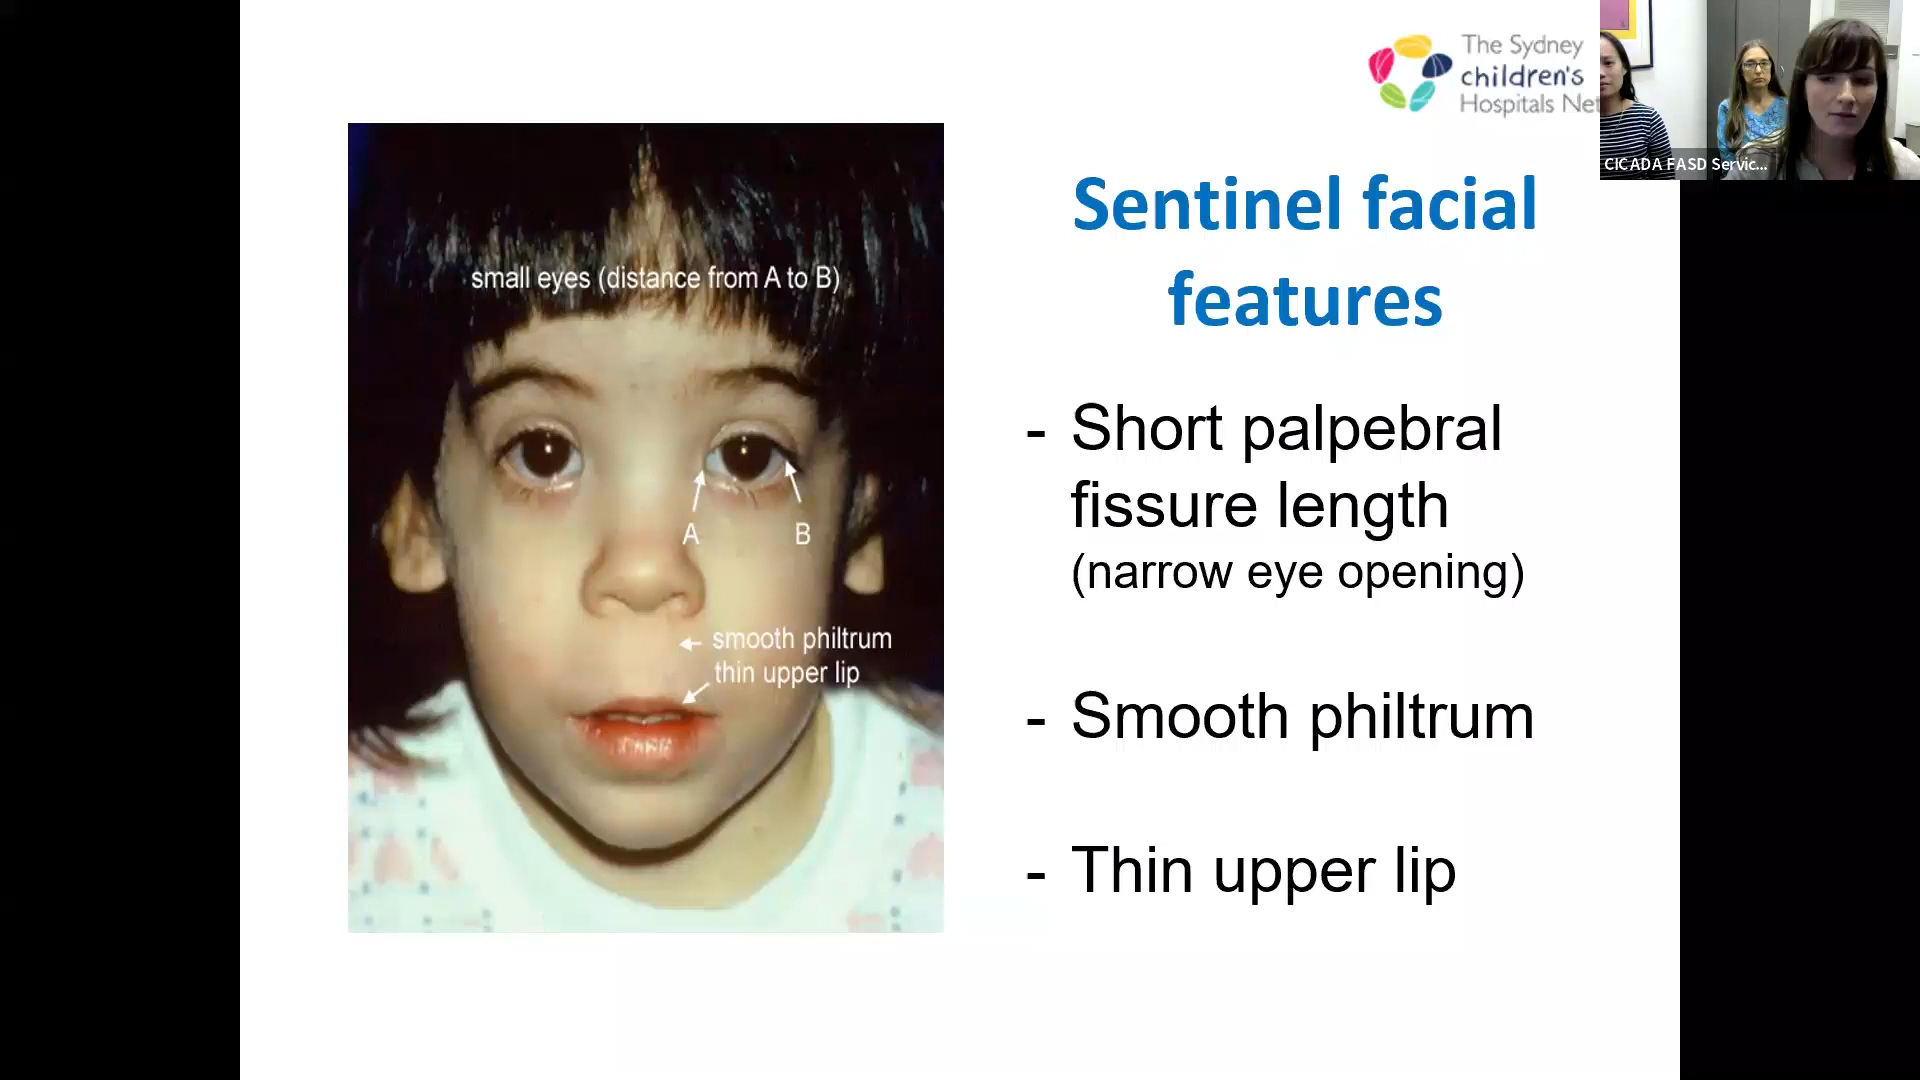 The Sydney
children's
Hospitals Net
CICADA FASD Servic...
Sentinel facial
features
small eyes (distance from A to B)
A
B
smooth philtrum
thin upper lip
- Short palpebral
fissure length
(narrow eye opening)
- Smooth philtrum
- Thin upper lip